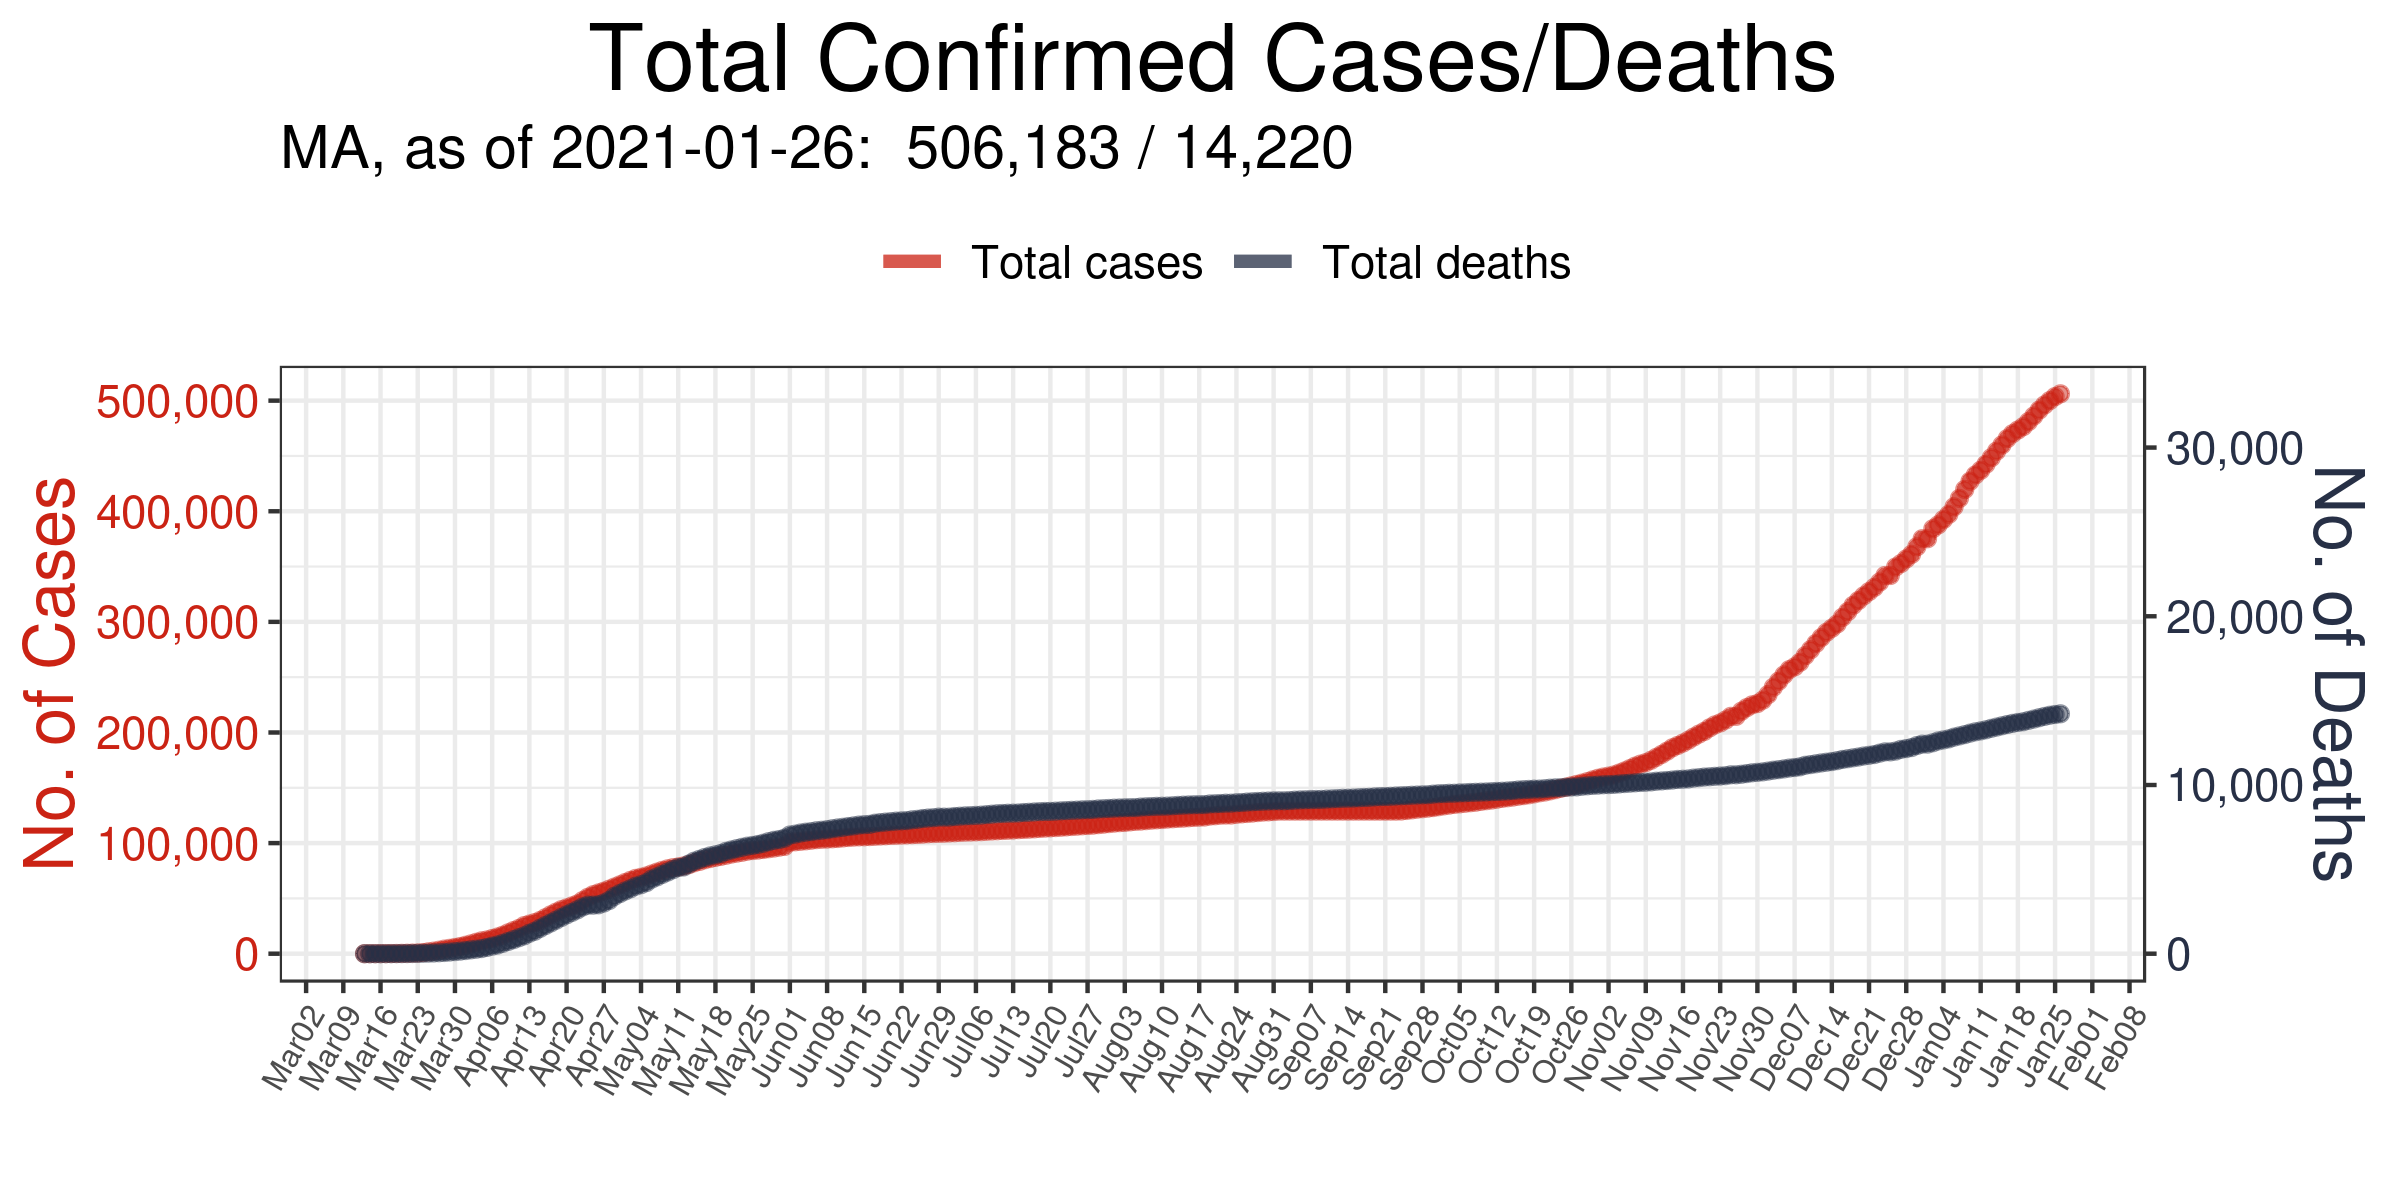 Total Confirmed Cases/Deaths
MA, as of 2021-01-26: 506,183 / 14,220
Total cases
Total deaths
No. of Cases
500,000
400,000
300,000
200,000
100,000
0
30,000
20,000
10,000
0
No. of Deaths
Mar02
Mar09
Mar16
Mar23
Mar30
Apr06
Apr13
Apr20
Apr27
May04
May11
May18
May25
Jun01
Jun08
Jun15
Jun22
Jun29
Jul06
Jul13
Jul20
Jul27
Aug03
Aug10
Aug17
Aug24
Aug31
Sep07
Sep14
Sep21
Sep28
Oct05
Oct12
Oct19
Oct26
Nov02
Nov09
Nov16
Nov23
Nov30
Dec07
Dec14
Dec21
Dec28
Jan04
Jan11
Jan18
Jan25
Feb01
Feb08